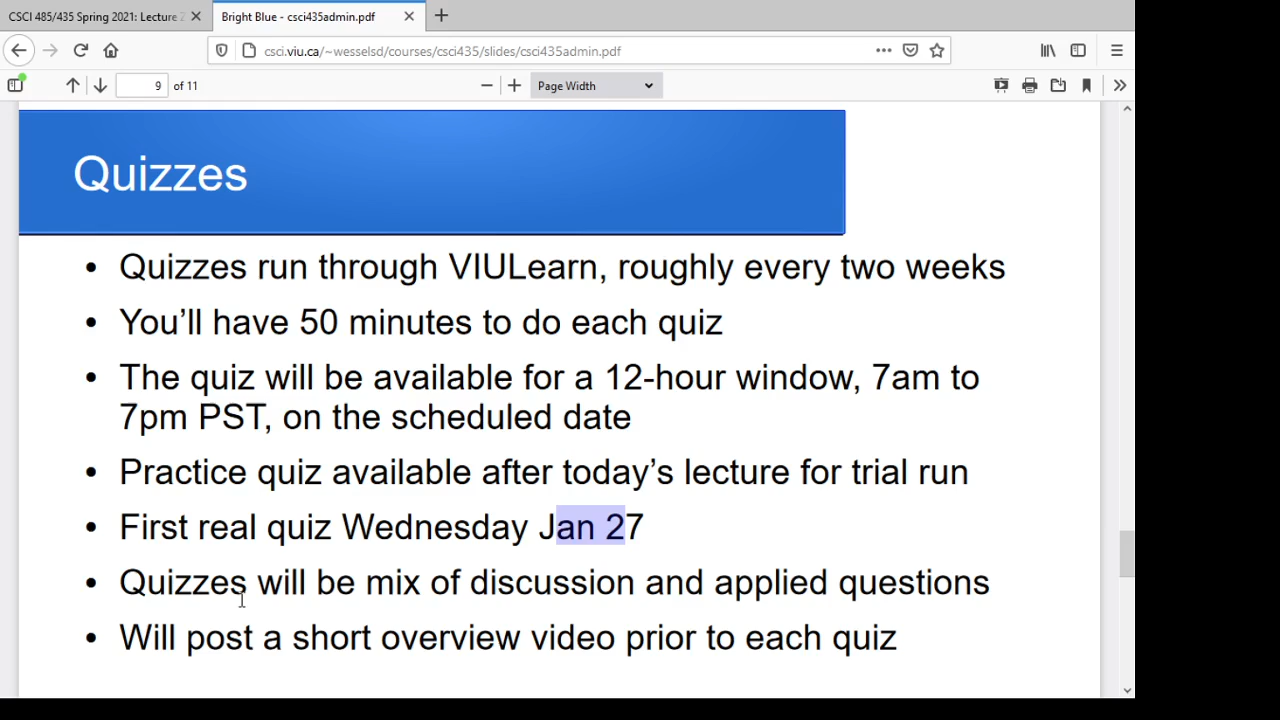 CSCI 485/435 Spring 2021: Lecture
Bright Blue - csci435admin.pdf
csci.viu.ca/~wesselsd/courses/csci435/slides/csci435admin.pdf
9 of 11
Page Width
Quizzes
• Quizzes run through VIULearn, roughly every two weeks
• You’ll have 50 minutes to do each quiz
• The quiz will be available for a 12-hour window, 7am to
7pm PST, on the scheduled date
• Practice quiz available after today’s lecture for trial run
• First real quiz Wednesday Jan 27
• Quizzes will be mix of discussion and applied questions
• Will post a short overview video prior to each quiz